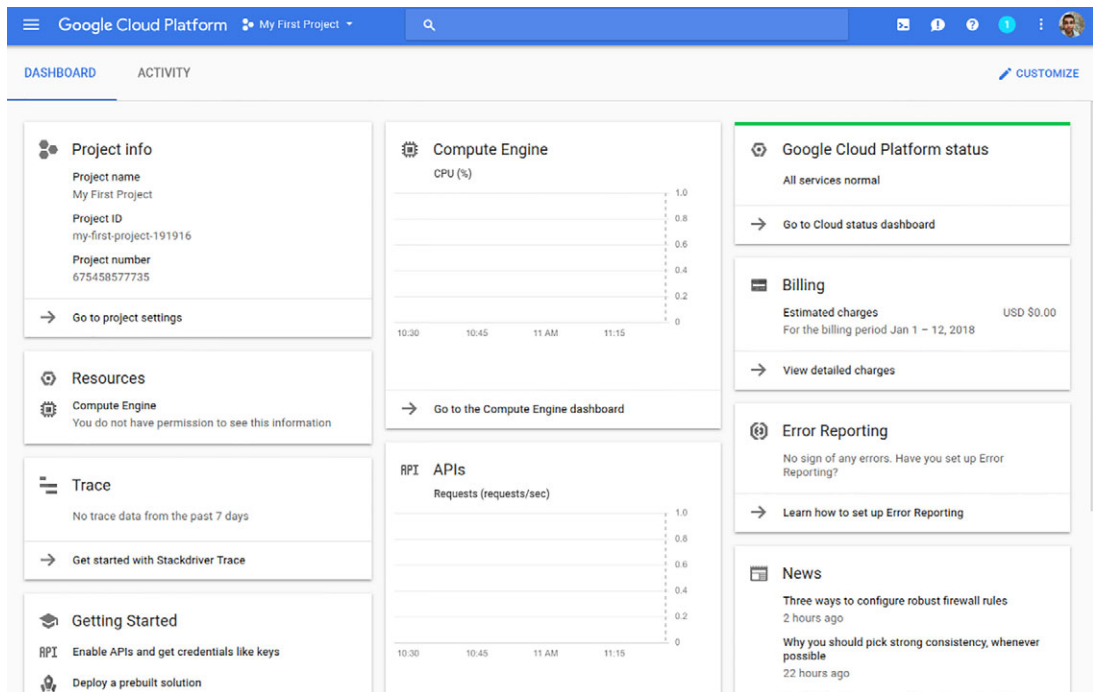 Google Cloud Platform My First Project
1
DASHBOARD ACTIVITY CUSTOMIZE
Project info
Project name
My First Project
Project ID
my-first-project-191916
Project number
675458577735
Go to project settings
Resources
Compute Engine
You do not have permission to see this information
Trace
No trace data from the past 7 days
Get started with Stackdriver Trace
Getting Started
API Enable APIs and get credentials like keys
Deploy a prebuilt solution
Compute Engine
CPU (%)
1.0
0.8
0.6
0.4
0.2
0
10:30 10:45 11 AM 11:15
Go to the Compute Engine dashboard
API APIs
Requests (requests/sec)
1.0
0.8
0.6
0.4
0.2
0
10:30 10:45 11 AM 11:15
Google Cloud Platform status
All services normal
Go to Cloud status dashboard
Billing
Estimated charges USD $0.00
For the billing period Jan 1 – 12, 2018
View detailed charges
Error Reporting
No sign of any errors. Have you set up Error
Reporting?
Learn how to set up Error Reporting
News
Three ways to configure robust firewall rules
2 hours ago
Why you should pick strong consistency, whenever
possible
22 hours ago